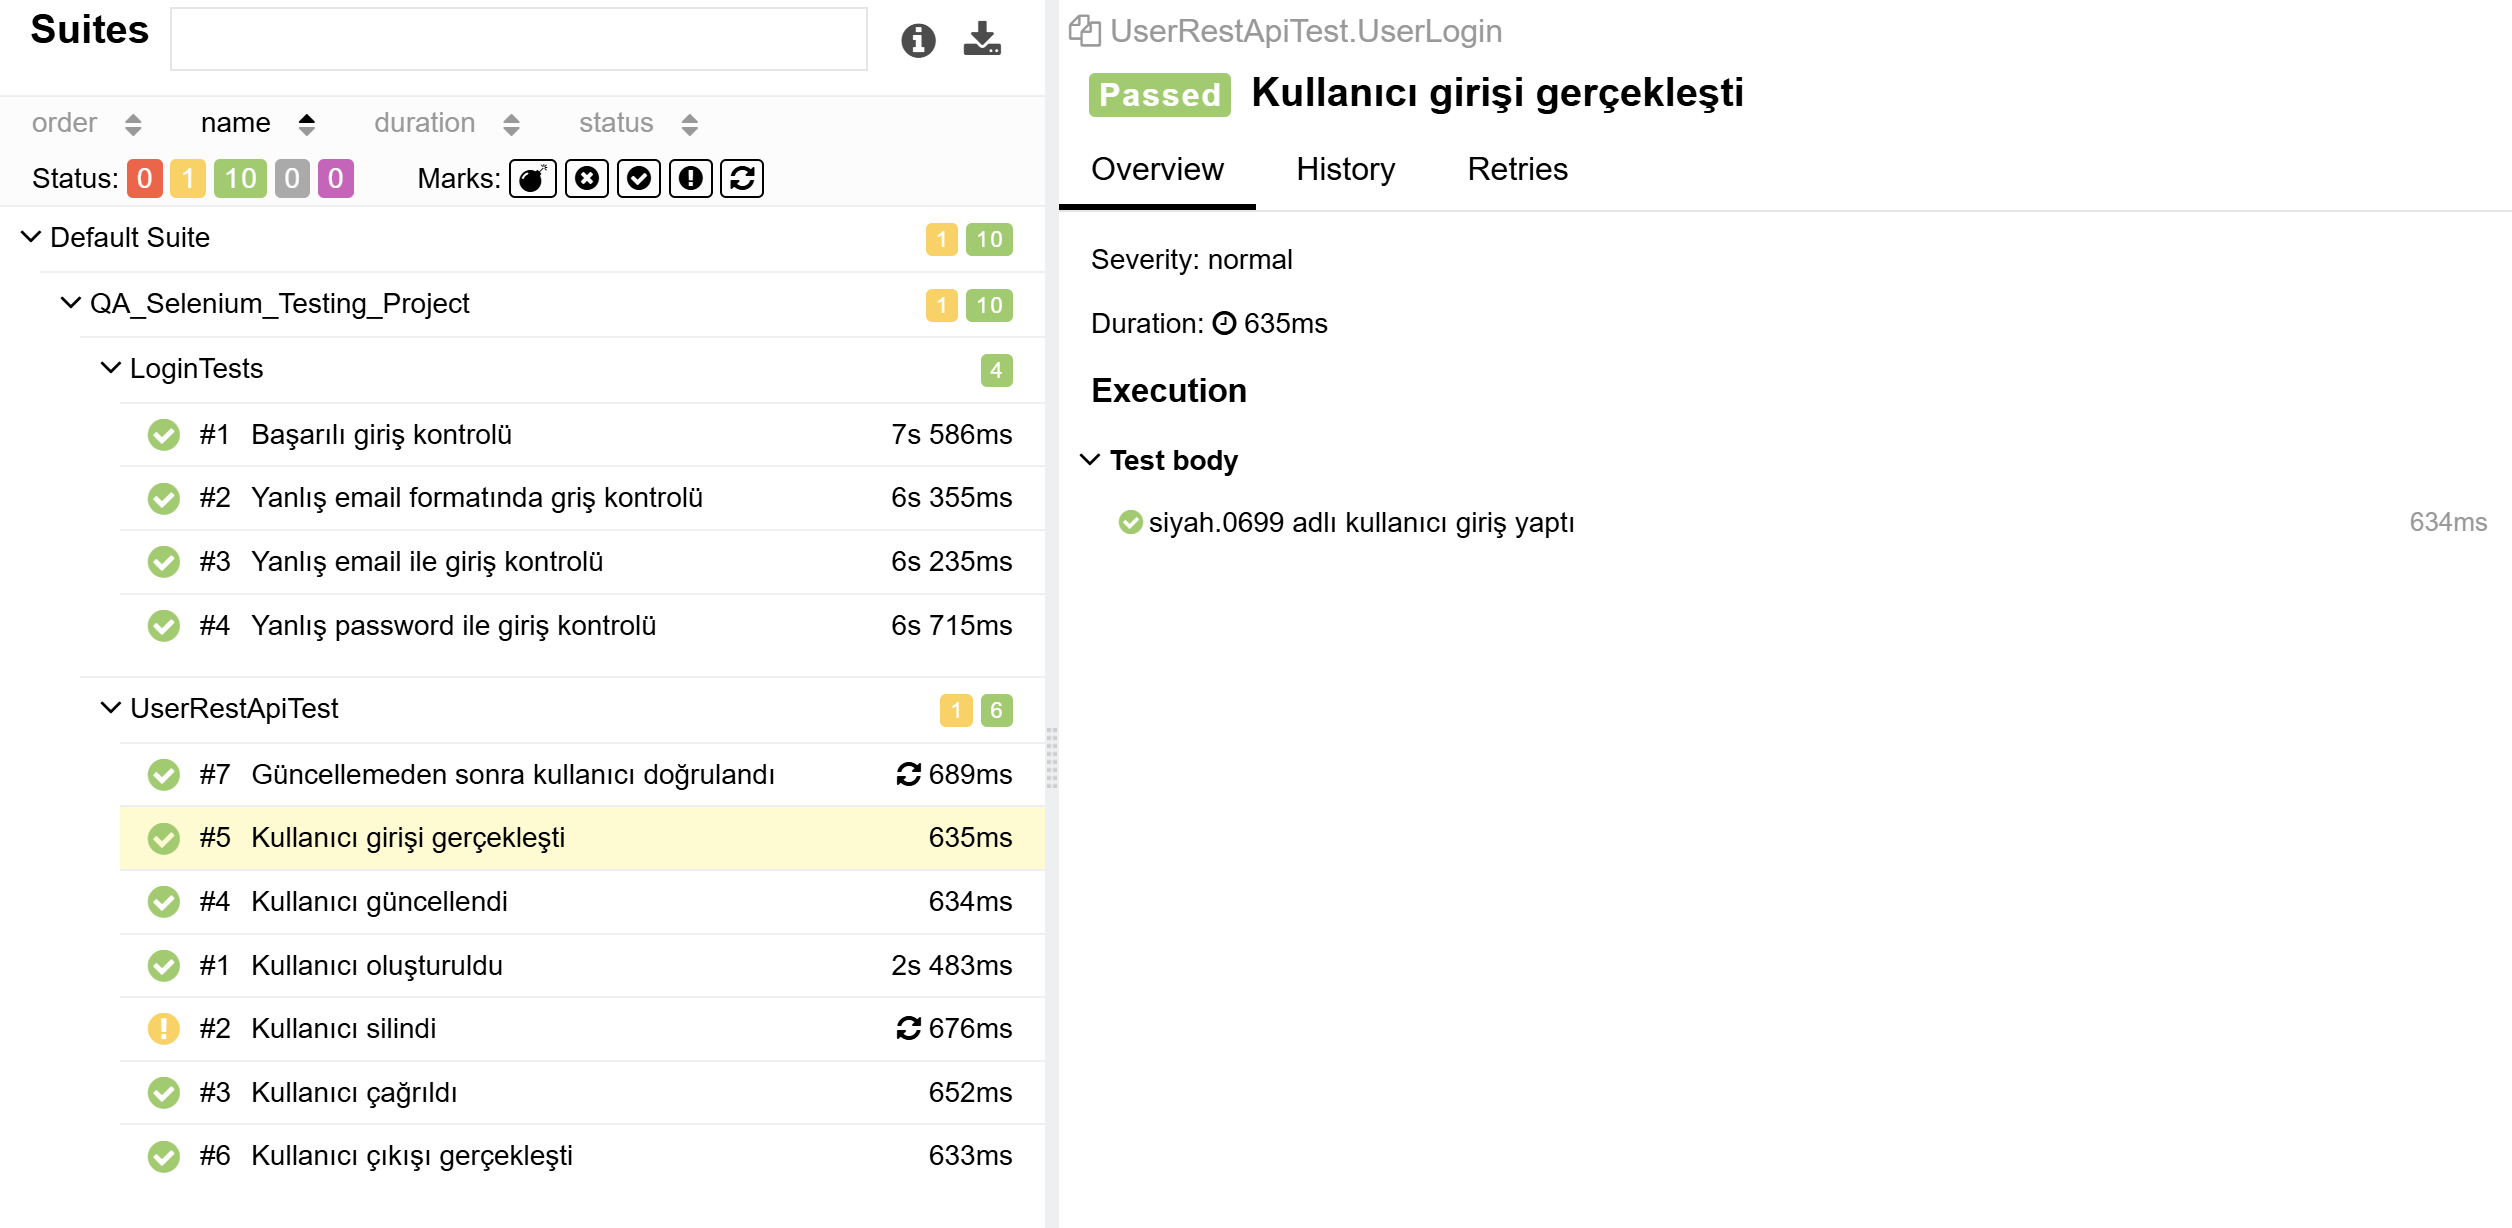 Suites
order name duration status
Status: 0 1 10 0 0 Marks:
Default Suite 1 10
QA_Selenium_Testing_Project 1 10
LoginTests 4
#1 Başarılı giriş kontrolü 7s 586ms
#2 Yanlış email formatında griş kontrolü 6s 355ms
#3 Yanlış email ile giriş kontrolü 6s 235ms
#4 Yanlış password ile giriş kontrolü 6s 715ms
UserRestApiTest 1 6
#7 Güncellemeden sonra kullanıcı doğrulandı 689ms
#5 Kullanıcı girişi gerçekleşti 635ms
#4 Kullanıcı güncellendi 634ms
#1 Kullanıcı oluşturuldu 2s 483ms
#2 Kullanıcı silindi 676ms
#3 Kullanıcı çağrıldı 652ms
#6 Kullanıcı çıkışı gerçekleşti 633ms
UserRestApiTest.UserLogin
Passed Kullanıcı girişi gerçekleşti
Overview History Retries
Severity: normal
Duration: 635ms
Execution
Test body
siyah.0699 adlı kullanıcı giriş yaptı 634ms